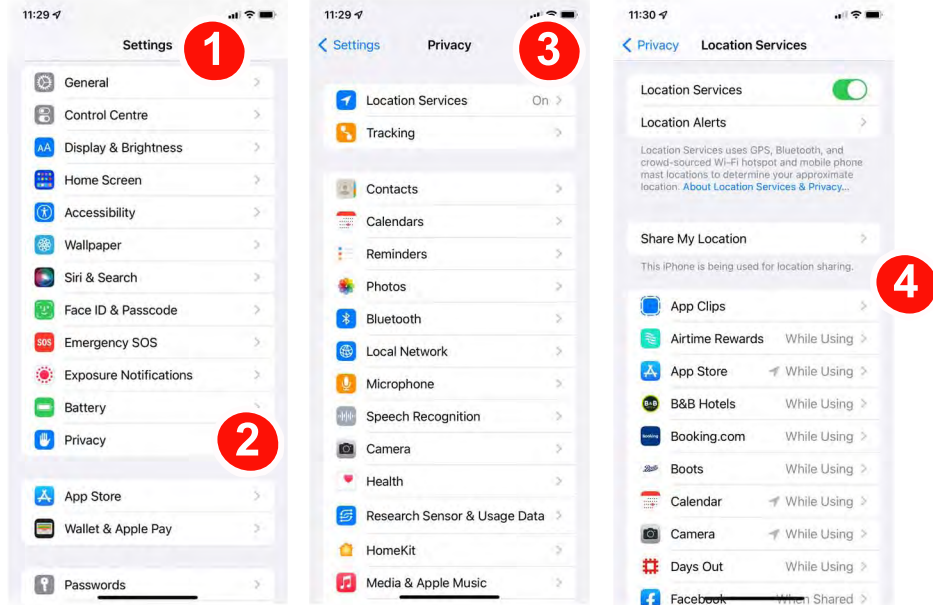 11:29
Settings
1
General
Control Centre
AA Display & Brightness
Home Screen
Accessibility
Wallpaper
Siri & Search
Face ID & Passcode
SOS Emergency SOS
Exposure Notifications
Battery
Privacy
2
App Store
Wallet & Apple Pay
Passwords
11:29
Settings Privacy
3
Location Services On
Tracking
Contacts
Calendars
Reminders
Photos
Bluetooth
Local Network
Microphone
Speech Recognition
Camera
Health
Research Sensor & Usage Data
HomeKit
Media & Apple Music
11:30
Privacy Location Services
Location Services
Location Alerts
Location Services uses GPS, Bluetooth, and
crowd-sourced Wi-Fi hotspot and mobile phone
mast locations to determine your approximate
location. About Location Services & Privacy...
Share My Location
This iPhone is being used for location sharing.
4
App Clips
Airtime Rewards While Using
App Store While Using
B&B B&B Hotels While Using
Booking Booking.com While Using
Boots Boots While Using
Calendar While Using
Camera While Using
Days Out While Using
Facebook When Shared